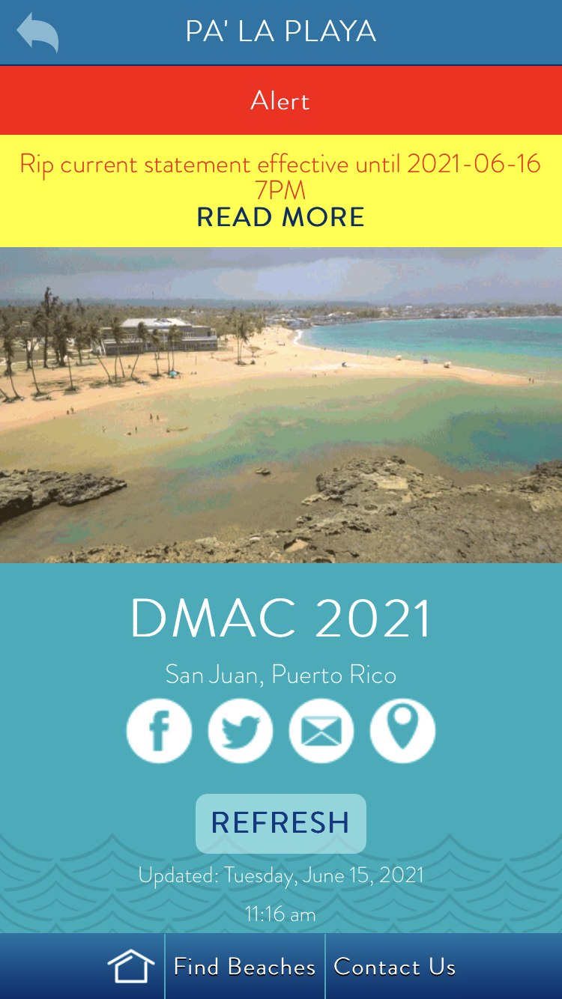 PA' LA PLAYA
Alert
Rip current statement effective until 2021-06-16
7PM
READ MORE
DMAC 2021
San Juan, Puerto Rico
REFRESH
Updated: Tuesday, June 15, 2021
11:16 am
Find Beaches
Contact Us